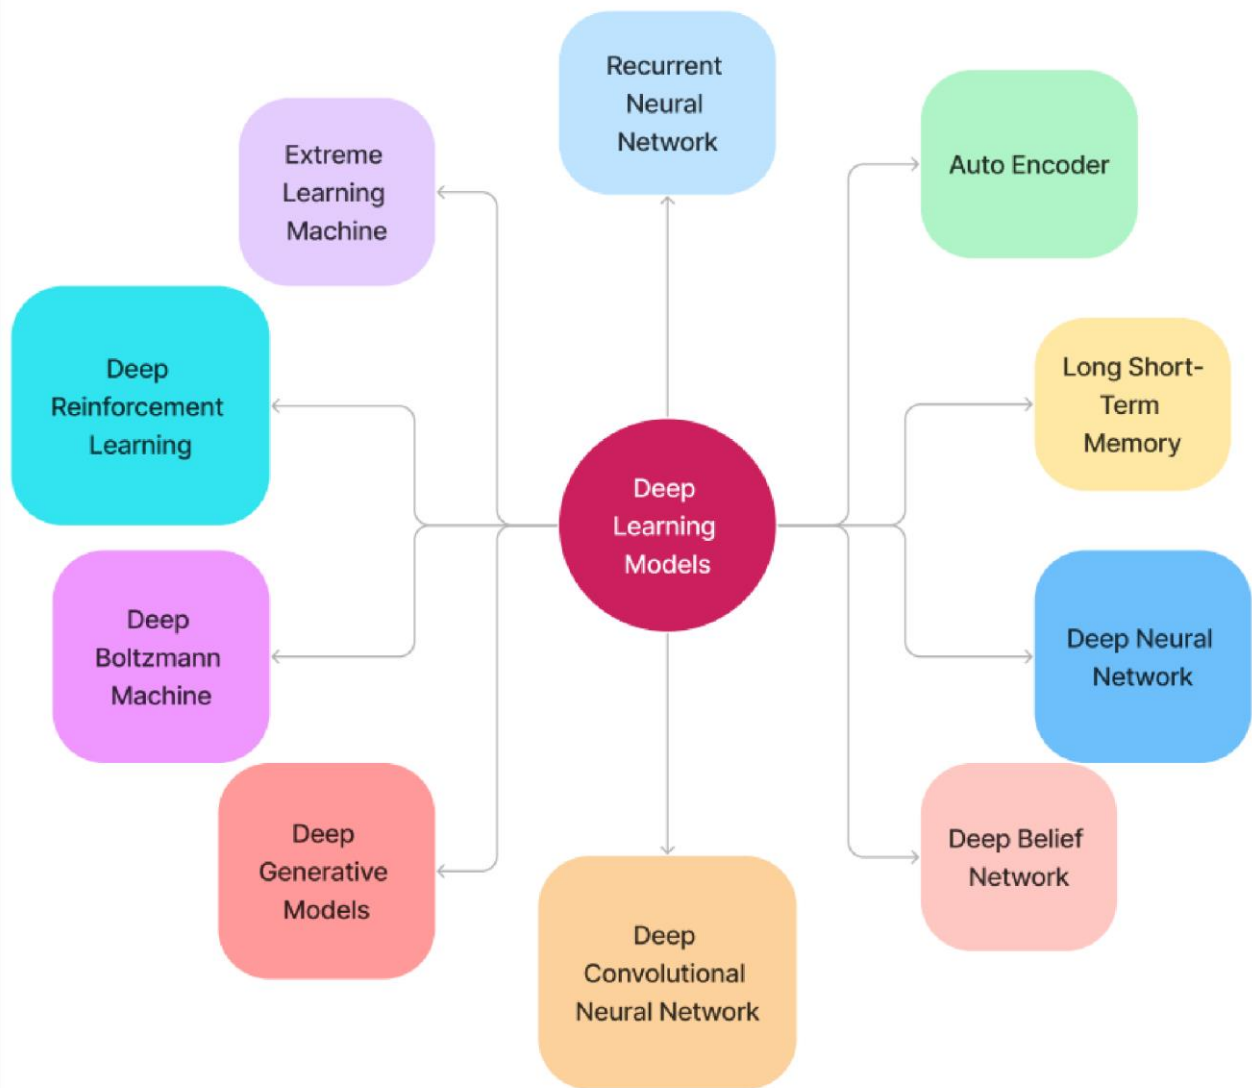 Recurrent
Neural
Network
Auto Encoder
Extreme
Learning
Machine
Long Short-
Term
Memory
Deep
Reinforcement
Learning
Deep
Learning
Models
Deep Neural
Network
Deep
Boltzmann
Machine
Deep Belief
Network
Deep
Generative
Models
Deep
Convolutional
Neural Network